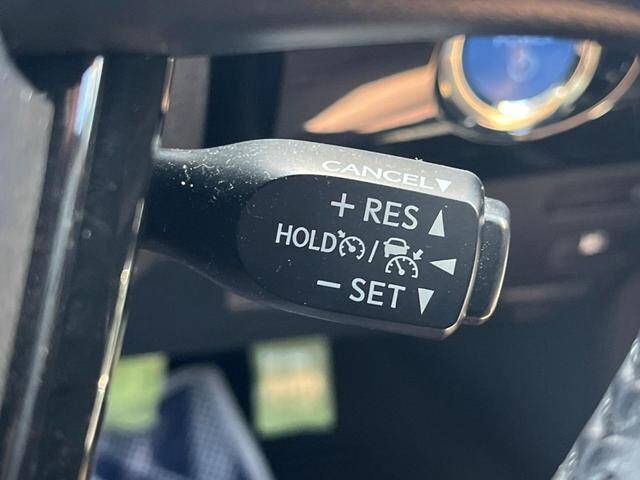 CANCEL▼
+ RES ▲
HOLD / ◄
− SET ▼